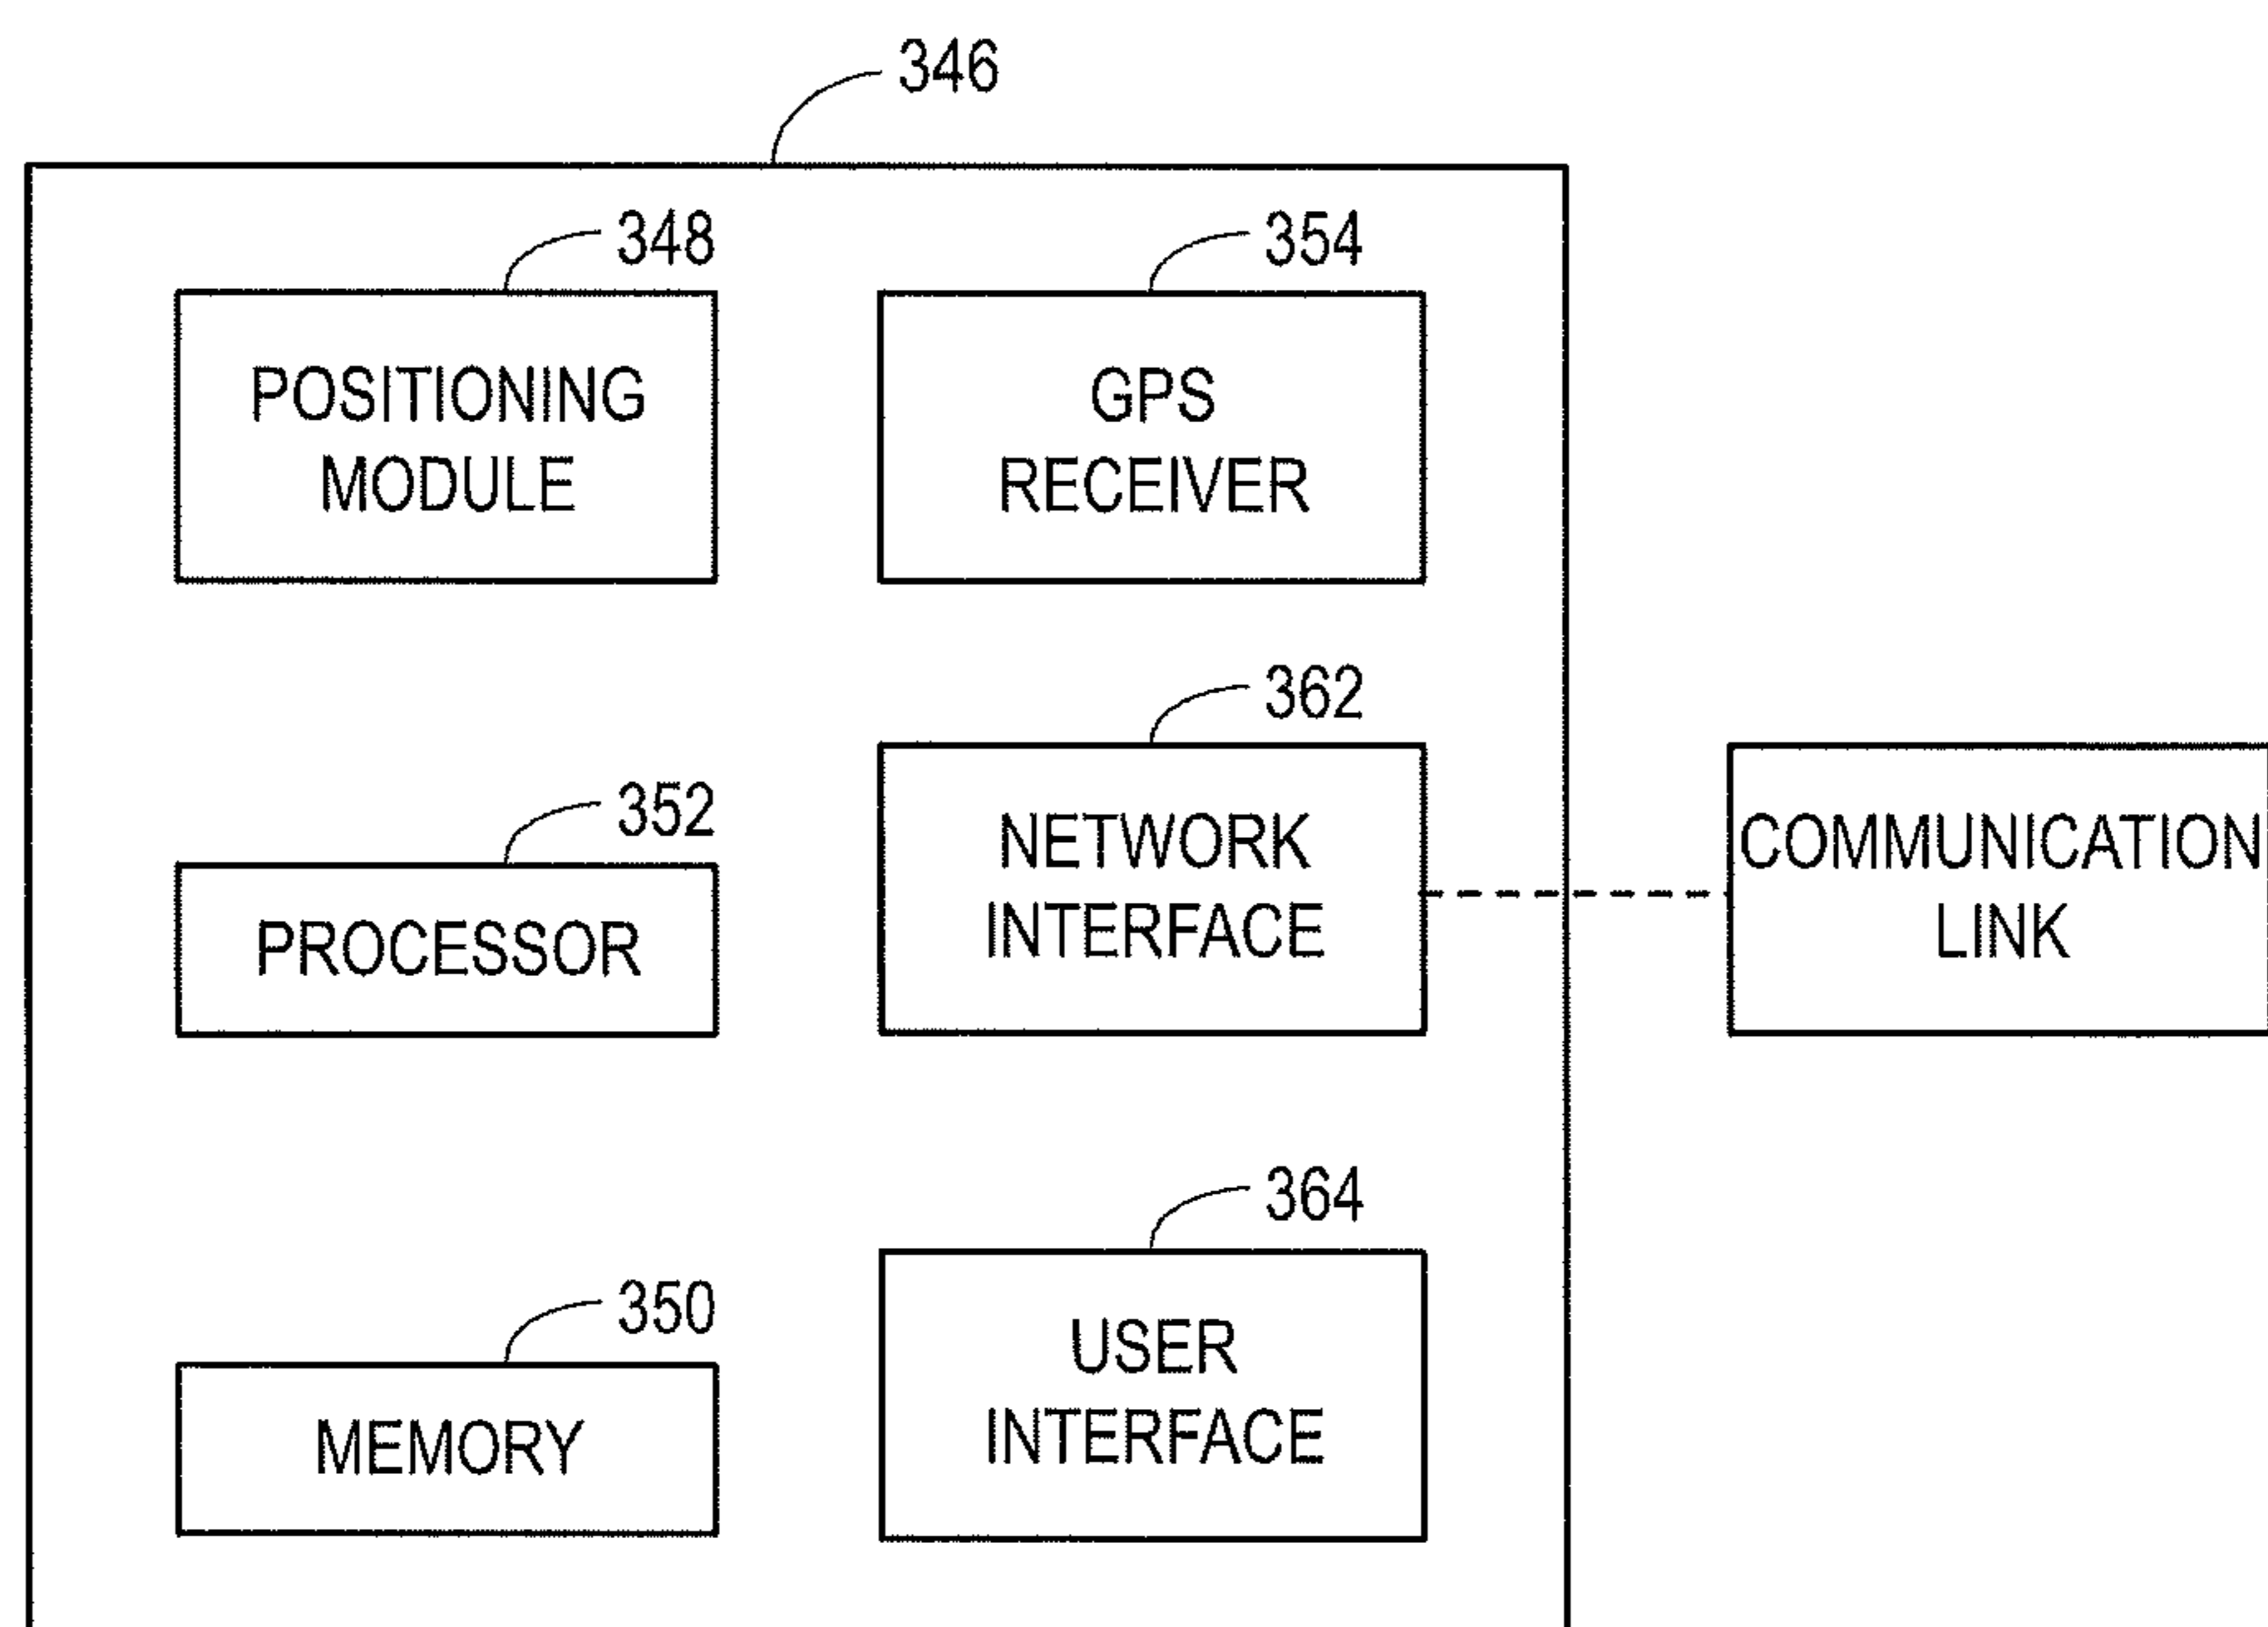 346
348
POSITIONING
MODULE
354
GPS
RECEIVER
352
PROCESSOR
362
NETWORK
INTERFACE
COMMUNICATION
LINK
350
MEMORY
364
USER
INTERFACE